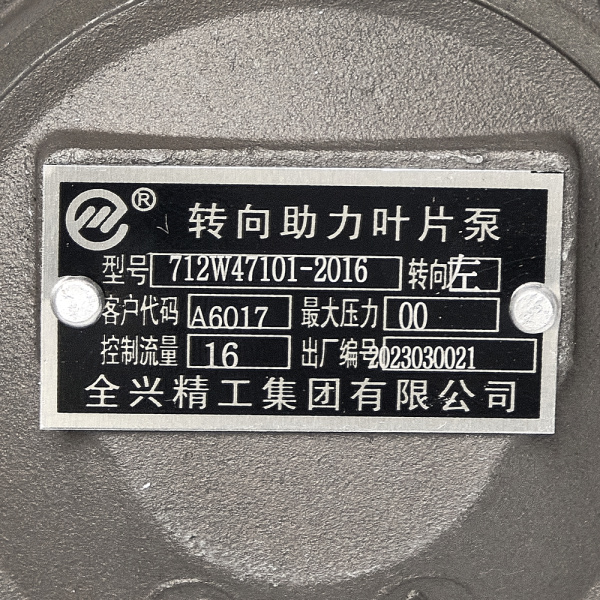 ® 转向助力叶片泵
型号 712W47101-2016 转向 左
客户代码 A6017 最大压力 00
控制流量 16 出厂编号 2023030021
全兴精工集团有限公司